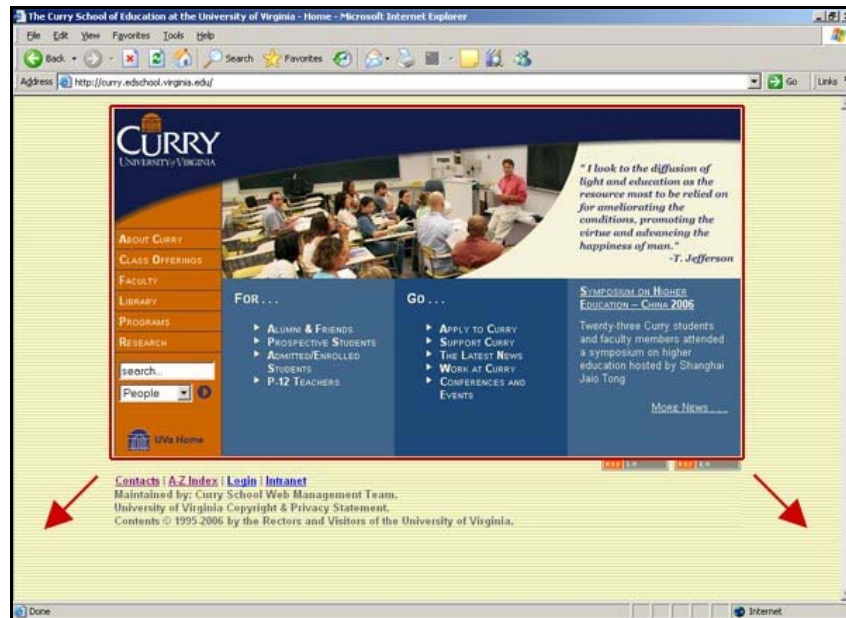 The Curry School of Education at the University of Virginia - Home - Microsoft Internet Explorer
File Edit View Favorites Tools Help
Back Search Favorites
Address http://curry.edschool.virginia.edu/ Go Links
CURRY
UNIVERSITY of VIRGINIA
"I look to the diffusion of
light and education as the
resource most to be relied on
for ameliorating the
conditions, promoting the
virtue and advancing the
happiness of man."
-T. Jefferson
ABOUT CURRY
CLASS OFFERINGS
FACULTY
LIBRARY
PROGRAMS
RESEARCH
search...
People
UVa Home
FOR . . .
ALUMNI & FRIENDS
PROSPECTIVE STUDENTS
ADMITTED/ENROLLED
STUDENTS
P-12 TEACHERS
GO . . .
APPLY TO CURRY
SUPPORT CURRY
THE LATEST NEWS
WORK AT CURRY
CONFERENCES AND
EVENTS
SYMPOSIUM ON HIGHER
EDUCATION – CHINA 2006
Twenty-three Curry students
and faculty members attended
a symposium on higher
education hosted by Shanghai
Jaio Tong
MORE NEWS . . .
Contacts | A-Z Index | Login | Intranet
Maintained by: Curry School Web Management Team.
University of Virginia Copyright & Privacy Statement.
Contents © 1995-2006 by the Rectors and Visitors of the University of Virginia.
Done Internet